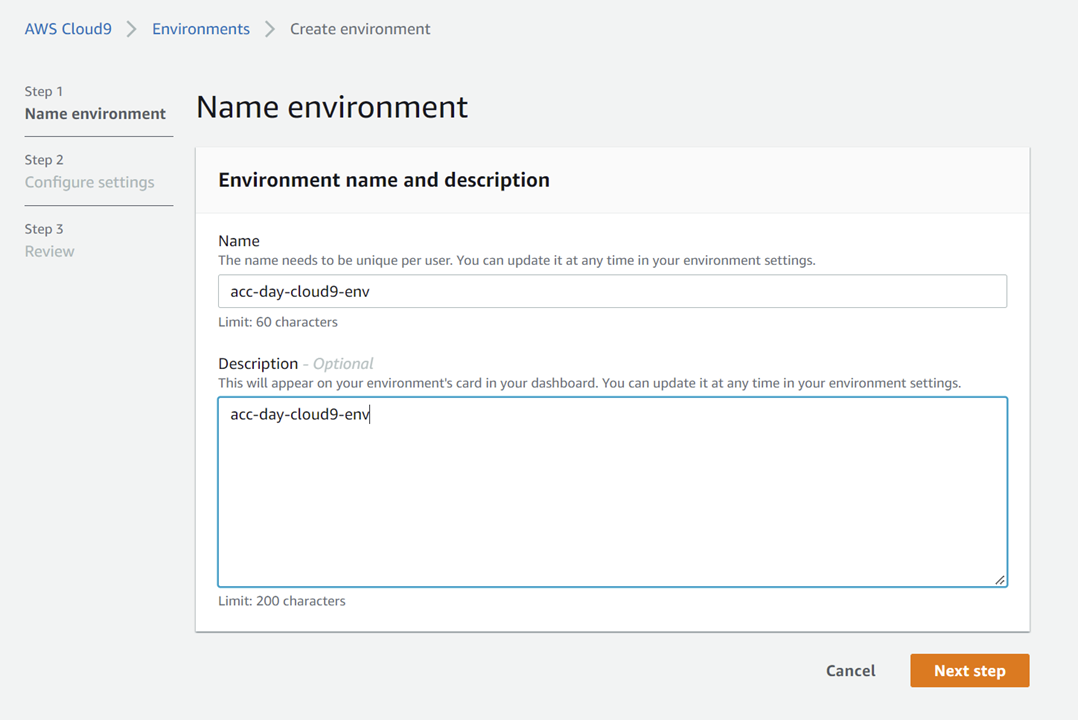 AWS Cloud9 > Environments > Create environment
Step 1
Name environment
Step 2
Configure settings
Step 3
Review
Name environment
Environment name and description
Name
The name needs to be unique per user. You can update it at any time in your environment settings.
acc-day-cloud9-env
Limit: 60 characters
Description - Optional
This will appear on your environment's card in your dashboard. You can update it at any time in your environment settings.
acc-day-cloud9-env
Limit: 200 characters
Cancel
Next step